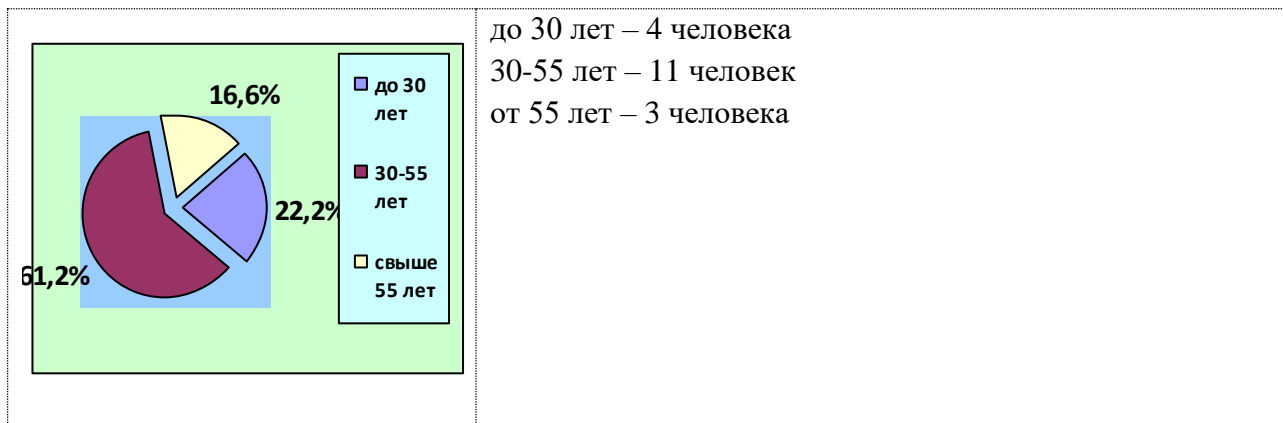 16,6%
22,2%
61,2%
до 30
лет
30-55
лет
свыше
55 лет
до 30 лет – 4 человека
30-55 лет – 11 человек
от 55 лет – 3 человека